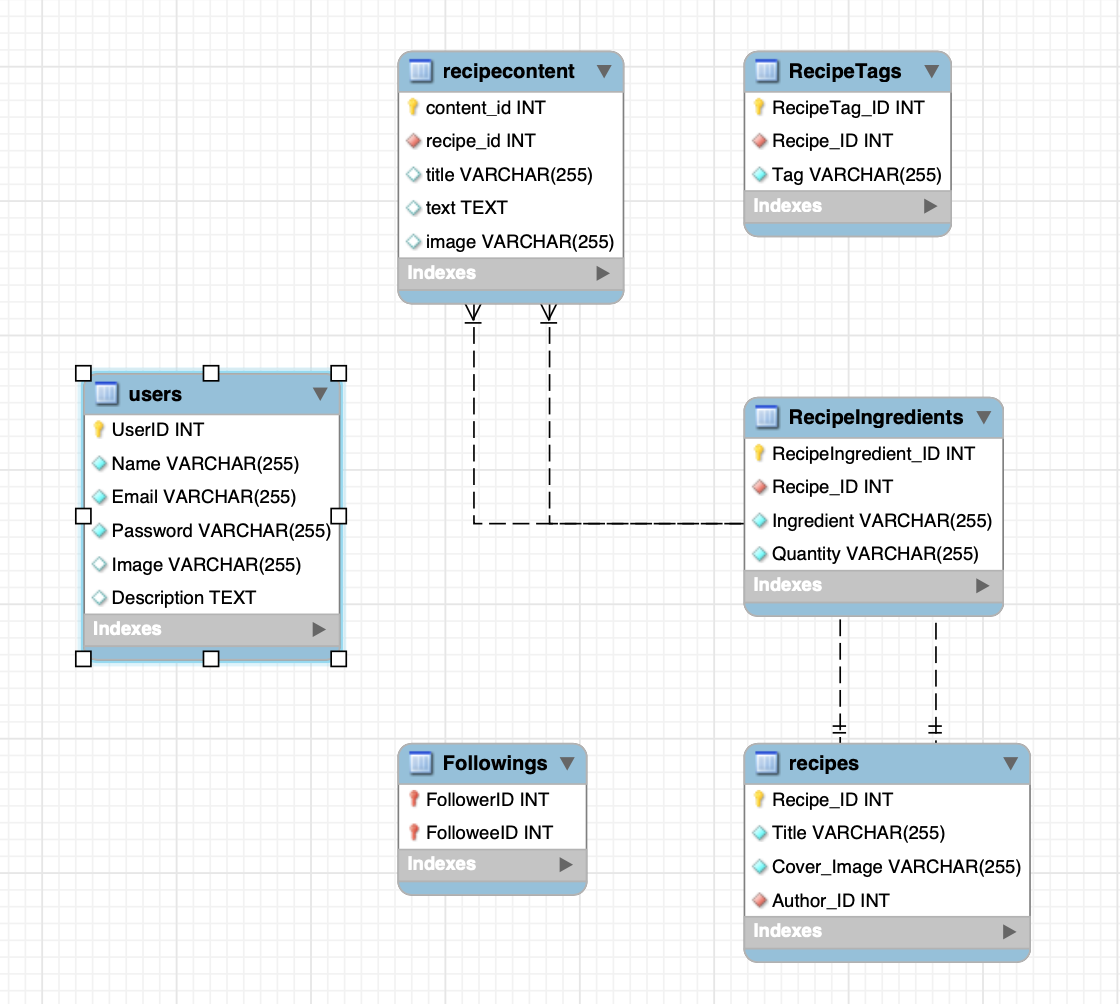 recipecontent
content_id INT
recipe_id INT
title VARCHAR(255)
text TEXT
image VARCHAR(255)
Indexes
RecipeTags
RecipeTag_ID INT
Recipe_ID INT
Tag VARCHAR(255)
Indexes
users
UserID INT
Name VARCHAR(255)
Email VARCHAR(255)
Password VARCHAR(255)
Image VARCHAR(255)
Description TEXT
Indexes
RecipeIngredients
RecipeIngredient_ID INT
Recipe_ID INT
Ingredient VARCHAR(255)
Quantity VARCHAR(255)
Indexes
Followings
FollowerID INT
FolloweeID INT
Indexes
recipes
Recipe_ID INT
Title VARCHAR(255)
Cover_Image VARCHAR(255)
Author_ID INT
Indexes